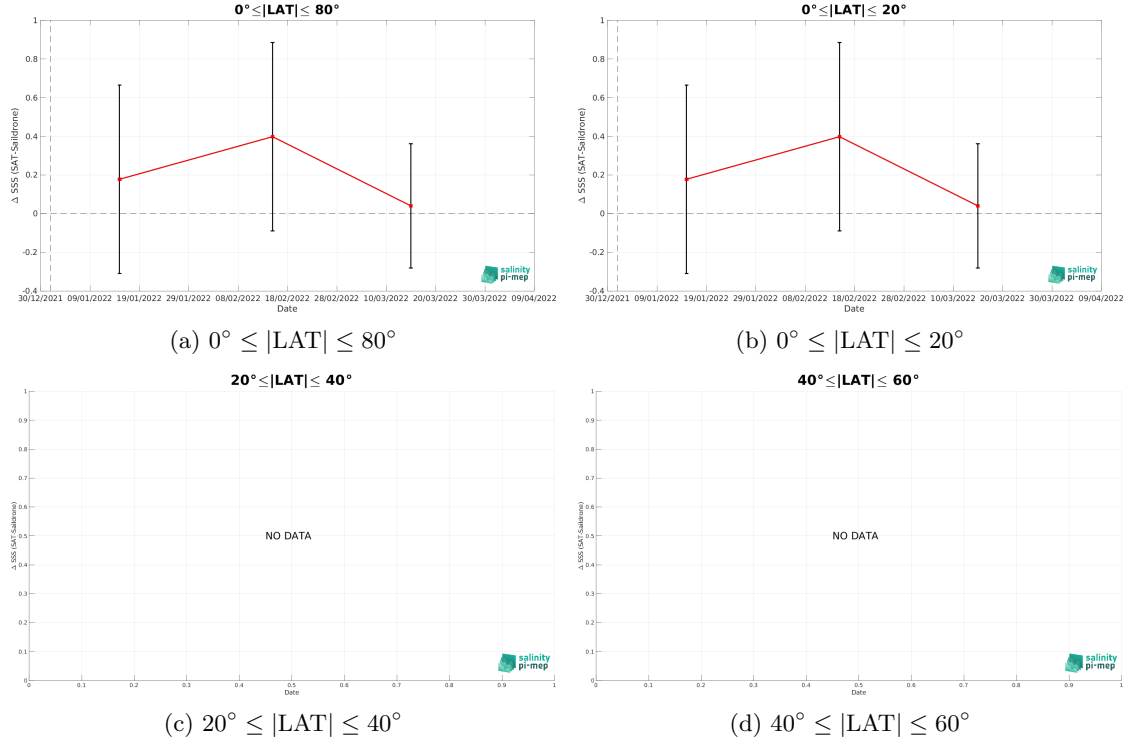 0°≤|LAT|≤ 80°
1
0.8
0.6
0.4
0.2
0
-0.2
-0.4
Δ SSS (SAT-Saildrone)
30/12/2021 09/01/2022 19/01/2022 29/01/2022 08/02/2022 18/02/2022 28/02/2022 10/03/2022 20/03/2022 30/03/2022 09/04/2022
Date
salinity
pi-mep
(a) 0° ≤ |LAT| ≤ 80°
0°≤|LAT|≤ 20°
1
0.8
0.6
0.4
0.2
0
-0.2
-0.4
Δ SSS (SAT-Saildrone)
30/12/2021 09/01/2022 19/01/2022 29/01/2022 08/02/2022 18/02/2022 28/02/2022 10/03/2022 20/03/2022 30/03/2022 09/04/2022
Date
salinity
pi-mep
(b) 0° ≤ |LAT| ≤ 20°
20°≤|LAT|≤ 40°
1
0.9
0.8
0.7
0.6
0.5
0.4
0.3
0.2
0.1
0
Δ SSS (SAT-Saildrone)
NO DATA
0 0.1 0.2 0.3 0.4 0.5 0.6 0.7 0.8 0.9 1
Date
salinity
pi-mep
(c) 20° ≤ |LAT| ≤ 40°
40°≤|LAT|≤ 60°
1
0.9
0.8
0.7
0.6
0.5
0.4
0.3
0.2
0.1
0
Δ SSS (SAT-Saildrone)
NO DATA
0 0.1 0.2 0.3 0.4 0.5 0.6 0.7 0.8 0.9 1
Date
salinity
pi-mep
(d) 40° ≤ |LAT| ≤ 60°